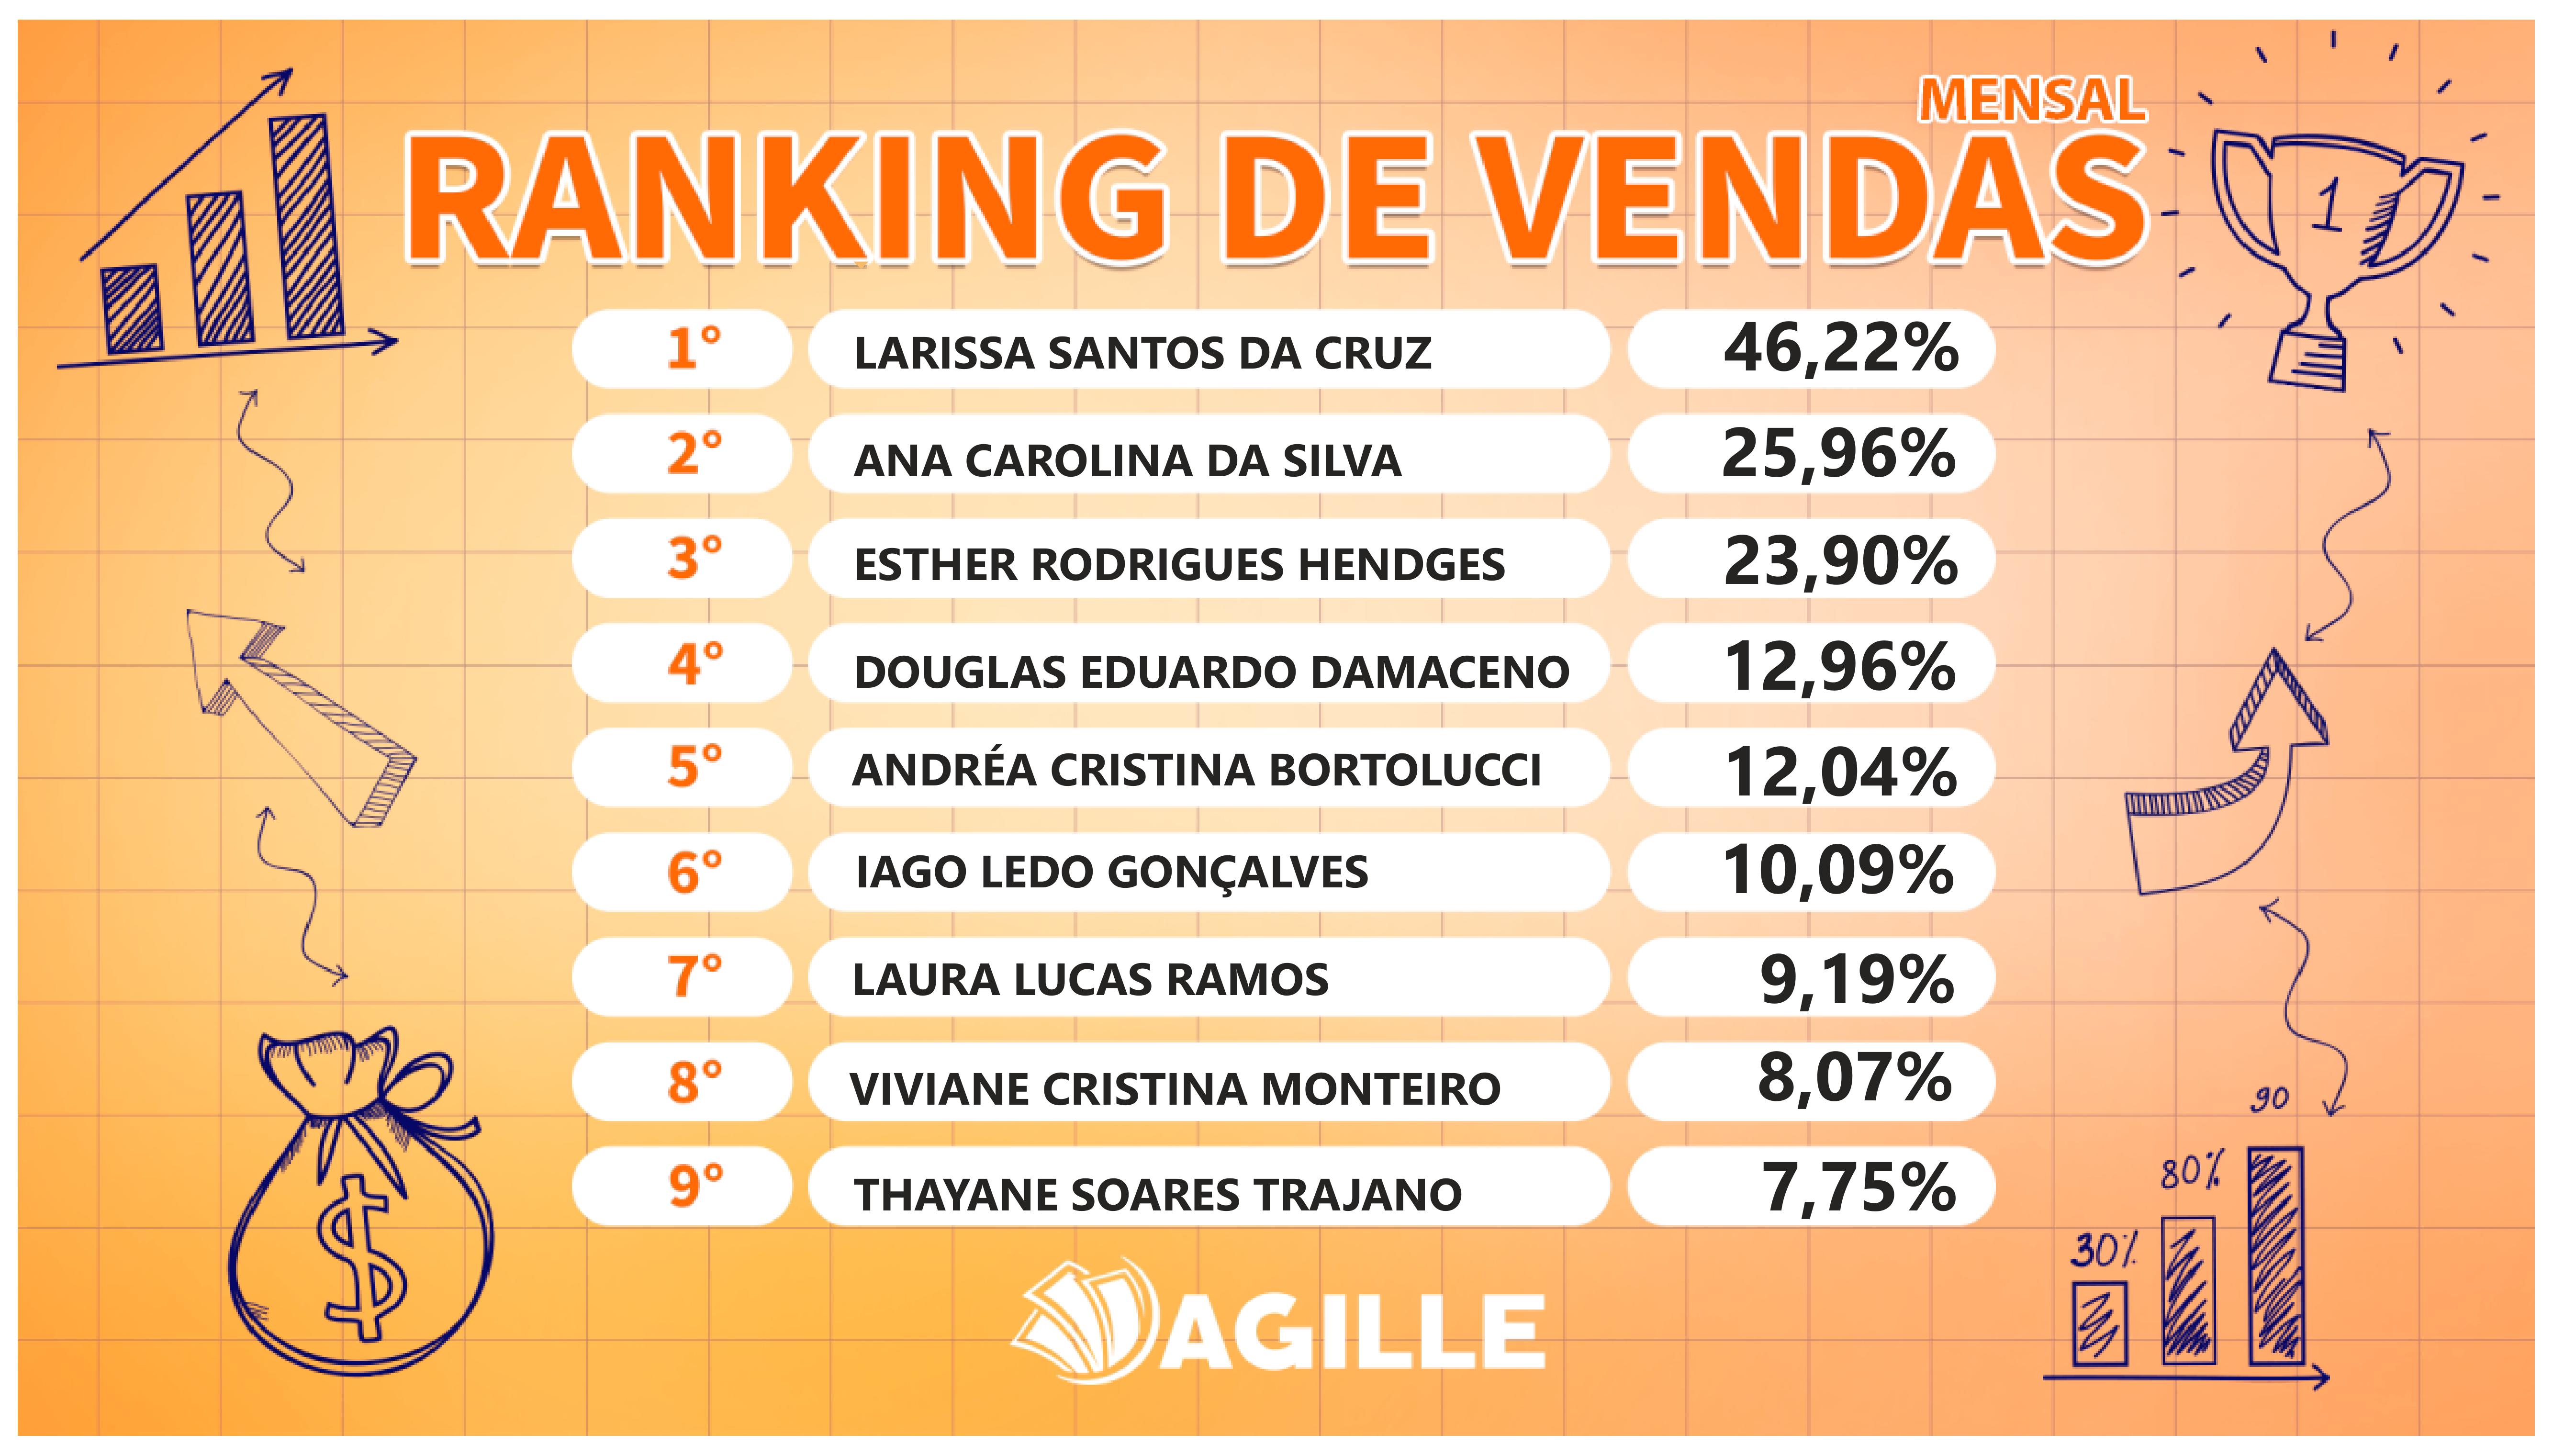 MENSAL
RANKING DE VENDAS
1
1° LARISSA SANTOS DA CRUZ 46,22%
2° ANA CAROLINA DA SILVA 25,96%
3° ESTHER RODRIGUES HENDGES 23,90%
4° DOUGLAS EDUARDO DAMACENO 12,96%
5° ANDRÉA CRISTINA BORTOLUCCI 12,04%
6° IAGO LEDO GONÇALVES 10,09%
7° LAURA LUCAS RAMOS 9,19%
8° VIVIANE CRISTINA MONTEIRO 8,07%
9° THAYANE SOARES TRAJANO 7,75%
$
90
80%
30%
AGILLE